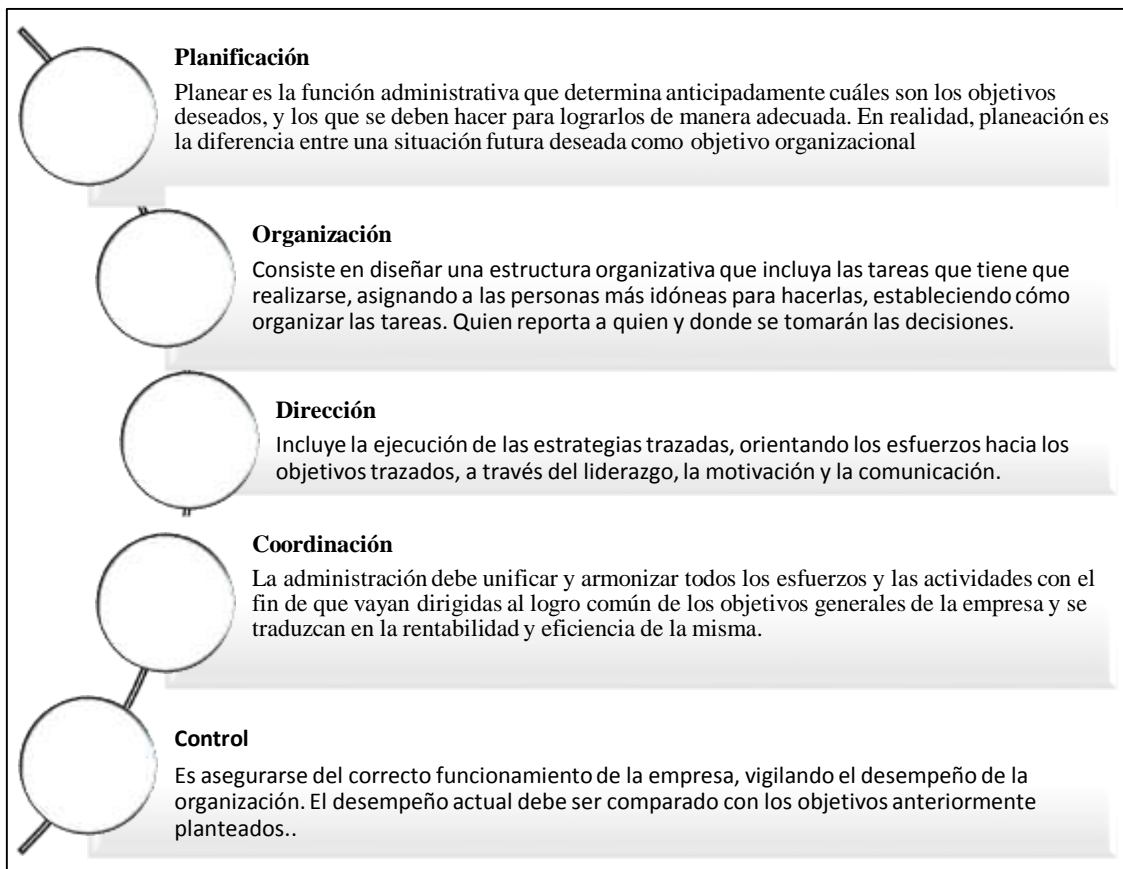 Planificación
Planear es la función administrativa que determina anticipadamente cuáles son los objetivos
deseados, y los que se deben hacer para lograrlos de manera adecuada. En realidad, planeación es
la diferencia entre una situación futura deseada como objetivo organizacional
Organización
Consiste en diseñar una estructura organizativa que incluya las tareas que tiene que
realizarse, asignando a las personas más idóneas para hacerlas, estableciendo cómo
organizar las tareas. Quien reporta a quien y donde se tomarán las decisiones.
Dirección
Incluye la ejecución de las estrategias trazadas, orientando los esfuerzos hacia los
objetivos trazados, a través del liderazgo, la motivación y la comunicación.
Coordinación
La administración debe unificar y armonizar todos los esfuerzos y las actividades con el
fin de que vayan dirigidas al logro común de los objetivos generales de la empresa y se
traduzcan en la rentabilidad y eficiencia de la misma.
Control
Es asegurarse del correcto funcionamiento de la empresa, vigilando el desempeño de la
organización. El desempeño actual debe ser comparado con los objetivos anteriormente
planteados..